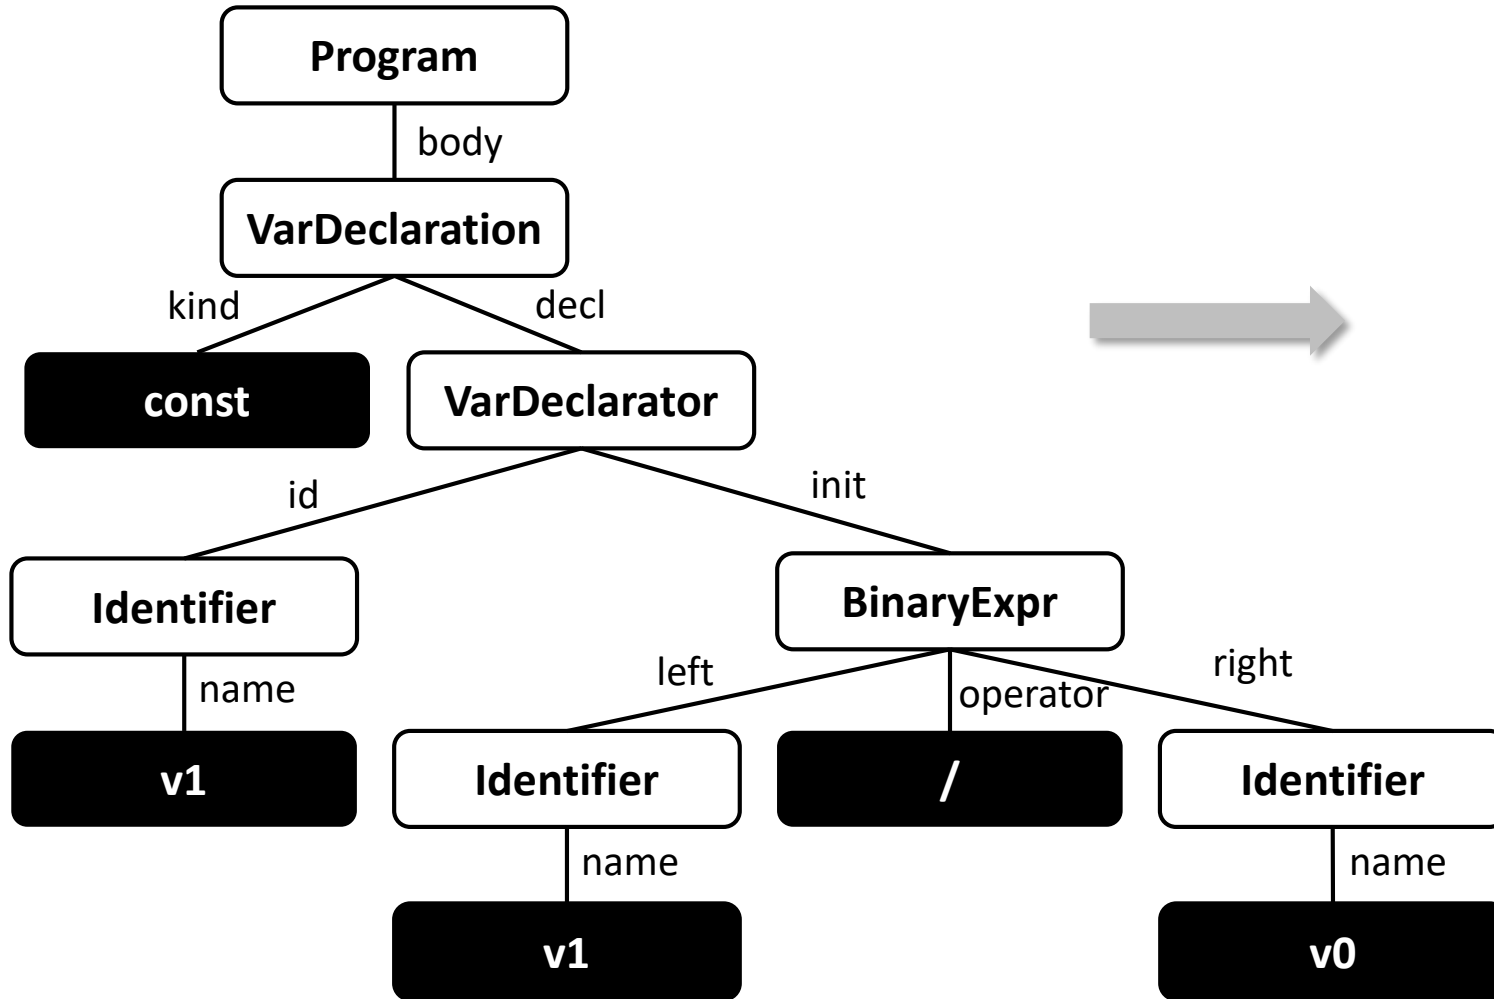 Program
body
VarDeclaration
kind
decl
const
VarDeclarator
id
init
Identifier
BinaryExpr
name
left
operator
right
v1
Identifier
/
Identifier
name
name
v1
v0